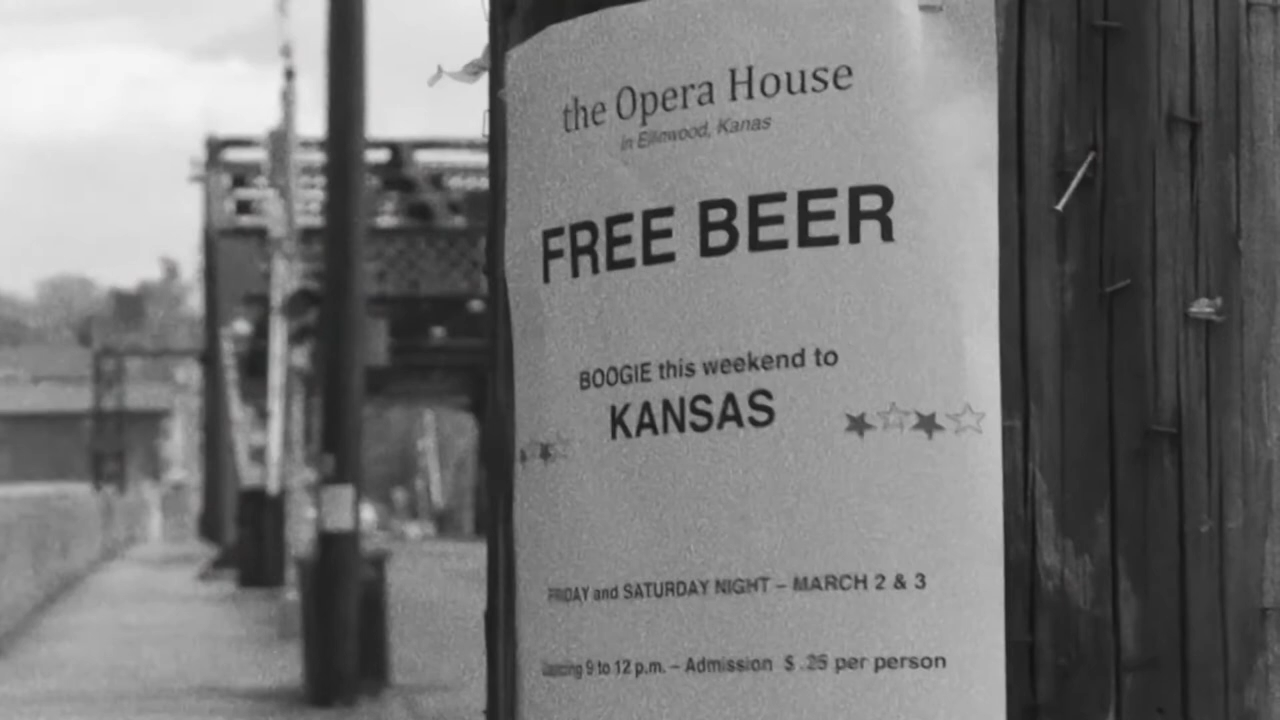 the Opera House
in Ellinwood, Kanas
FREE BEER
BOOGIE this weekend to
KANSAS
FRIDAY and SATURDAY NIGHT – MARCH 2 & 3
9 to 12 p.m. – Admission $ .25 per person